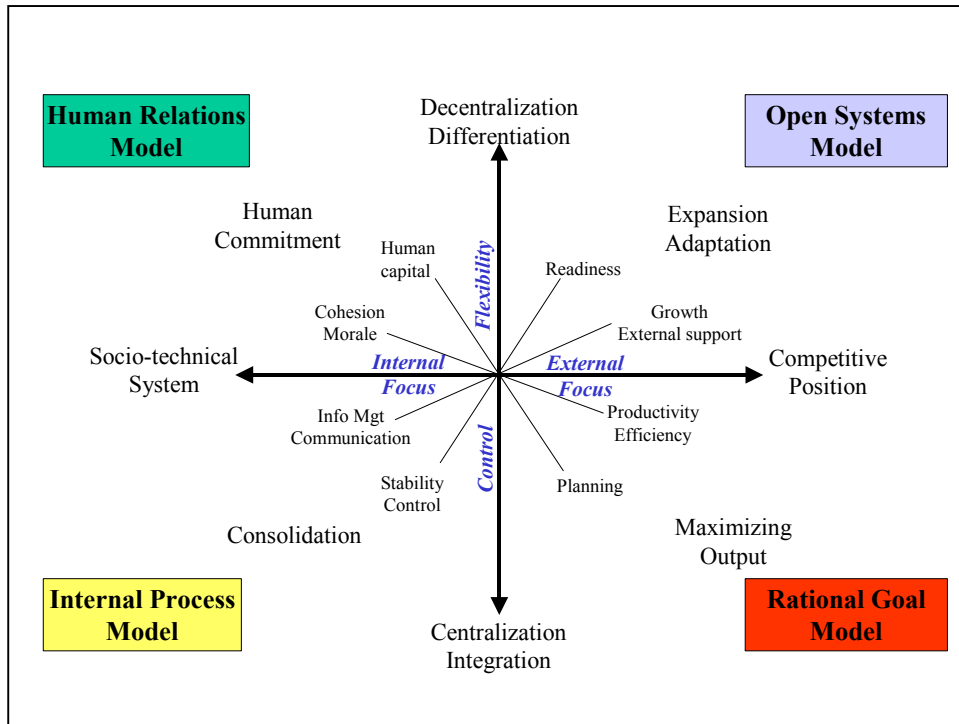 Human Relations
Model
Decentralization
Differentiation
Open Systems
Model
Human
Commitment
Expansion
Adaptation
Human
capital
Flexibility
Readiness
Cohesion
Morale
Growth
External support
Socio-technical
System
Internal
Focus
External
Focus
Competitive
Position
Info Mgt
Communication
Productivity
Efficiency
Control
Stability
Control
Planning
Consolidation
Maximizing
Output
Internal Process
Model
Centralization
Integration
Rational Goal
Model